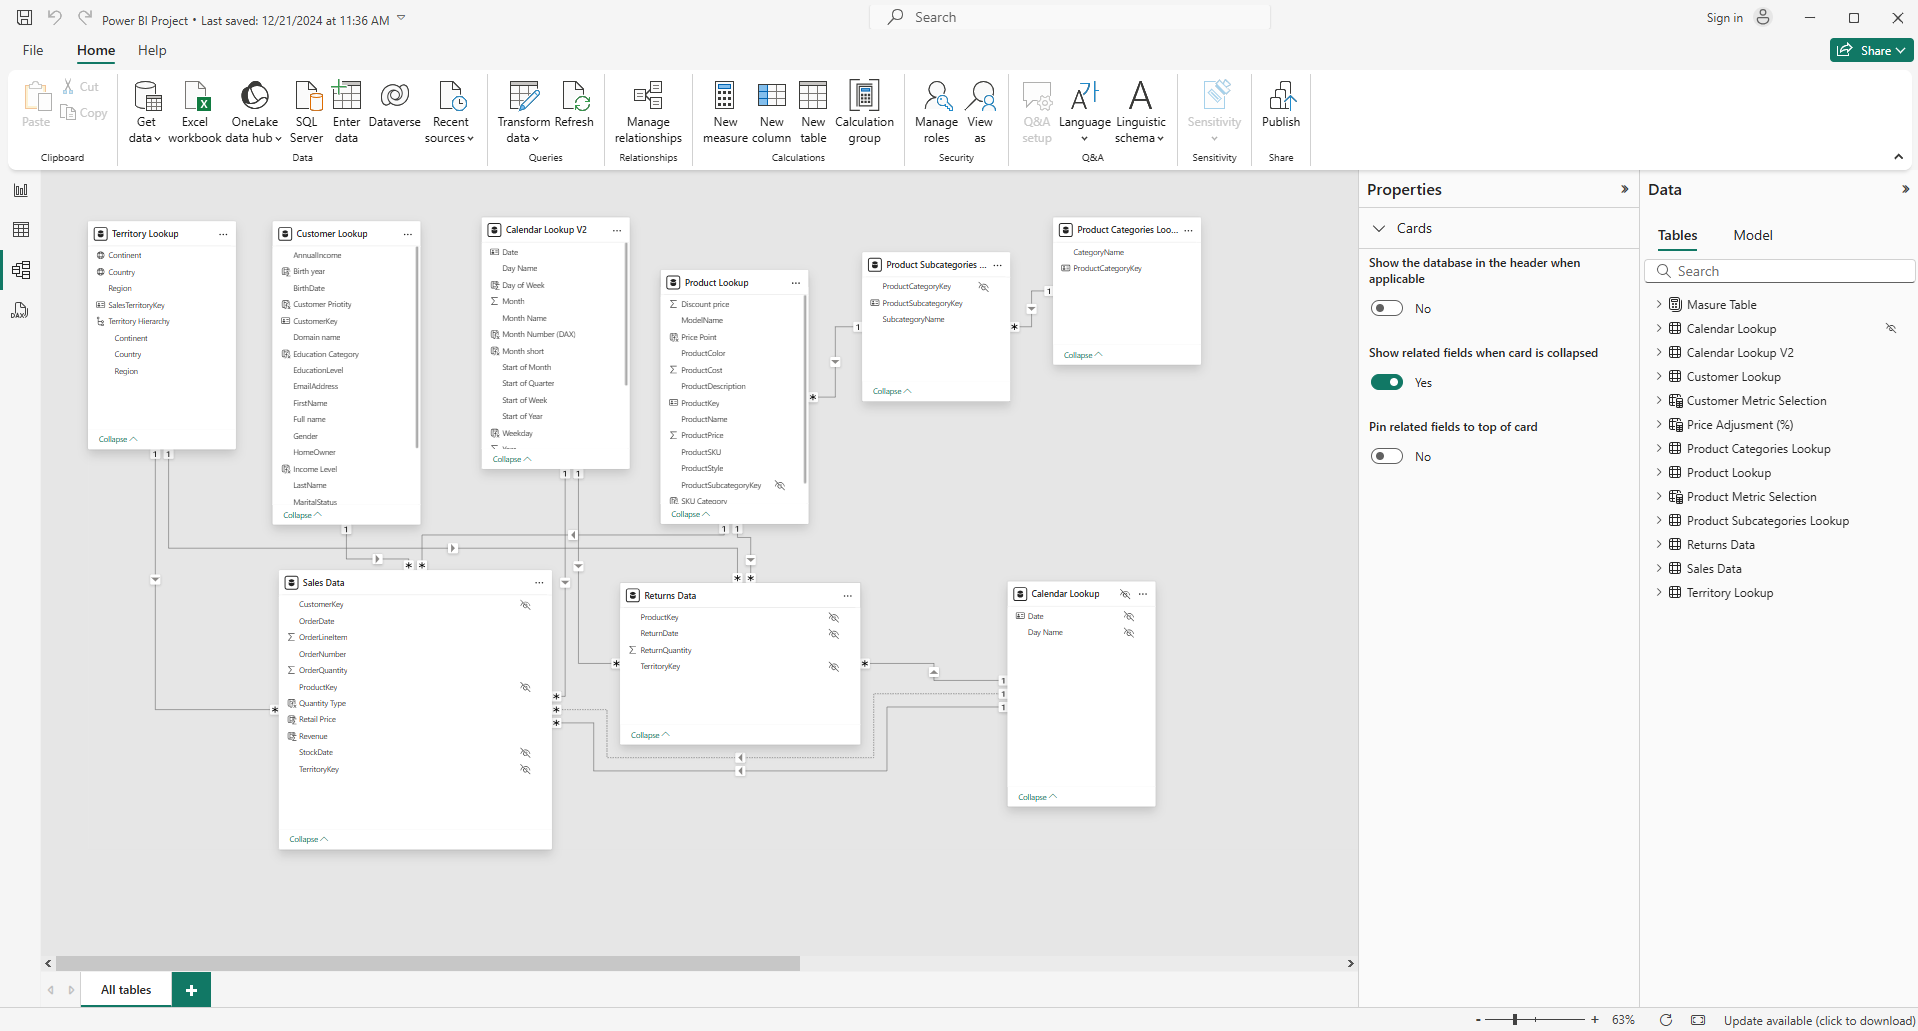 Power BI Project • Last saved: 12/21/2024 at 11:36 AM
Search
Sign in
File
Home
Help
Share
Paste
Cut
Copy
Get data
Excel workbook
OneLake data hub
SQL Server
Enter data
Dataverse
Recent sources
Transform data
Refresh
Manage relationships
New measure
New column
New table
Calculation group
Manage roles
View as
Q&A setup
Language
Linguistic schema
Sensitivity
Publish
Clipboard
Data
Queries
Relationships
Calculations
Security
Q&A
Sensitivity
Share
Territory Lookup
Continent
Country
Region
SalesTerritoryKey
Territory Hierarchy
Continent
Country
Region
Collapse
Customer Lookup
AnnualIncome
Birth year
BirthDate
Customer Priotity
CustomerKey
Domain name
Education Category
EducationLevel
EmailAddress
FirstName
Full name
Gender
HomeOwner
Income Level
LastName
MaritalStatus
Collapse
Calendar Lookup V2
Date
Day Name
Day of Week
Month
Month Name
Month Number (DAX)
Month short
Start of Month
Start of Quarter
Start of Week
Start of Year
Weekday
Year
Collapse
Product Lookup
Discount price
ModelName
Price Point
ProductColor
ProductCost
ProductDescription
ProductKey
ProductName
ProductPrice
ProductSKU
ProductStyle
ProductSubcategoryKey
SKU Category
Collapse
Product Subcategories ...
ProductCategoryKey
ProductSubcategoryKey
SubcategoryName
Collapse
Product Categories Loo...
CategoryName
ProductCategoryKey
Collapse
Sales Data
CustomerKey
OrderDate
OrderLineItem
OrderNumber
OrderQuantity
ProductKey
Quantity Type
Retail Price
Revenue
StockDate
TerritoryKey
Collapse
Returns Data
ProductKey
ReturnDate
ReturnQuantity
TerritoryKey
Collapse
Calendar Lookup
Date
Day Name
Collapse
Properties
Cards
Show the database in the header when
applicable
No
Show related fields when card is collapsed
Yes
Pin related fields to top of card
No
Data
Tables
Model
Search
Masure Table
Calendar Lookup
Calendar Lookup V2
Customer Lookup
Customer Metric Selection
Price Adjusment (%)
Product Categories Lookup
Product Lookup
Product Metric Selection
Product Subcategories Lookup
Returns Data
Sales Data
Territory Lookup
All tables
+
- + 63%
Update available (click to download)